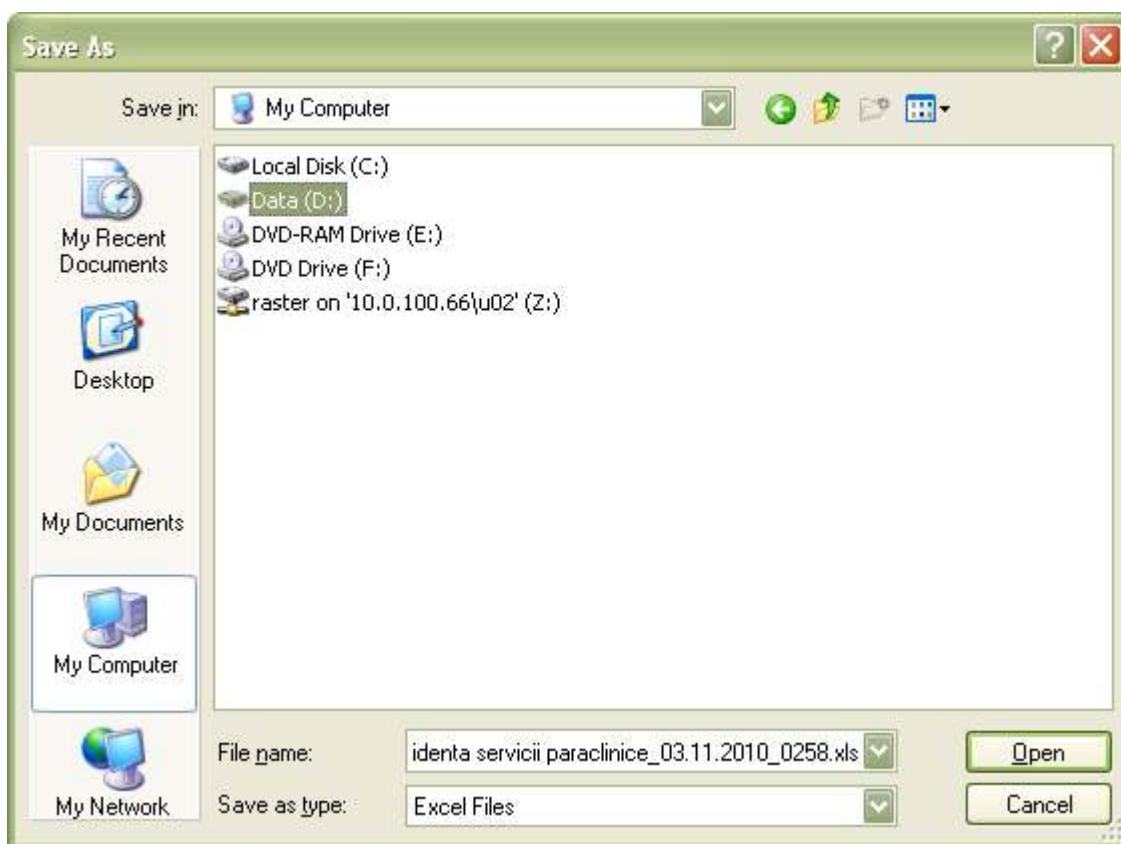 Save As
Save in:
My Computer
Local Disk (C:)
Data (D:)
DVD-RAM Drive (E:)
DVD Drive (F:)
raster on '10.0.100.66\u02' (Z:)
My Recent
Documents
Desktop
My Documents
My Computer
My Network
File name:
identa servicii paraclinice_03.11.2010_0258.xls
Open
Save as type:
Excel Files
Cancel